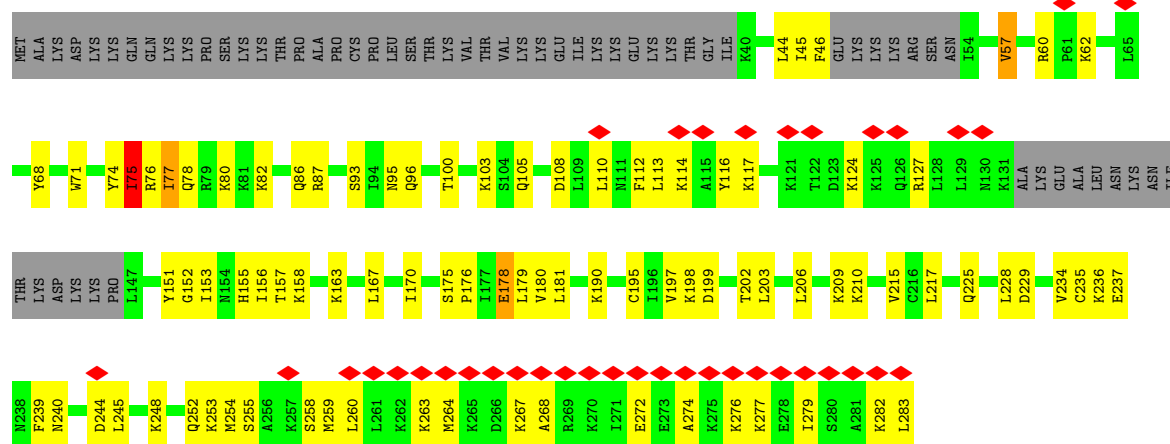 MET ALA LYS ASP LYS LYS GLN GLN LYS LYS PRO SER LYS LYS THR PRO ALA PRO CYS PRO LEU SER THR LYS VAL THR VAL LYS LYS GLU ILE LYS LYS GLU LYS LYS THR GLY ILE K40 L44 I45 F46 GLU LYS LYS LYS ARG SER ASN I54 V57 R60 P61 K62 L65
Y68 W71 Y74 I75 R76 I77 Q78 R79 K80 K81 K82 Q86 R87 S93 I94 N95 Q96 T100 K103 S104 Q105 D108 L109 L110 N111 F112 L113 K114 A115 Y116 K117 K121 T122 D123 K124 K125 Q126 R127 L128 L129 N130 K131 ALA LYS GLU ALA LEU ASN LYS ASN ILE
THR LYS ASP LYS LYS PRO L147 Y151 G152 I153 N154 H155 I156 T157 K158 K163 L167 I170 S175 P176 I177 E178 L179 V180 L181 K190 C195 I196 V197 K198 D199 T202 L203 L206 K209 K210 V215 C216 L217 Q225 L228 D229 V234 C235 K236 E237
N238 F239 N240 D244 L245 K248 Q252 K253 M254 S255 A256 K257 S258 M259 L260 L261 K262 K263 M264 K265 D266 K267 A268 R269 K270 I271 E272 E273 A274 K275 K276 K277 E278 I279 S280 A281 K282 L283